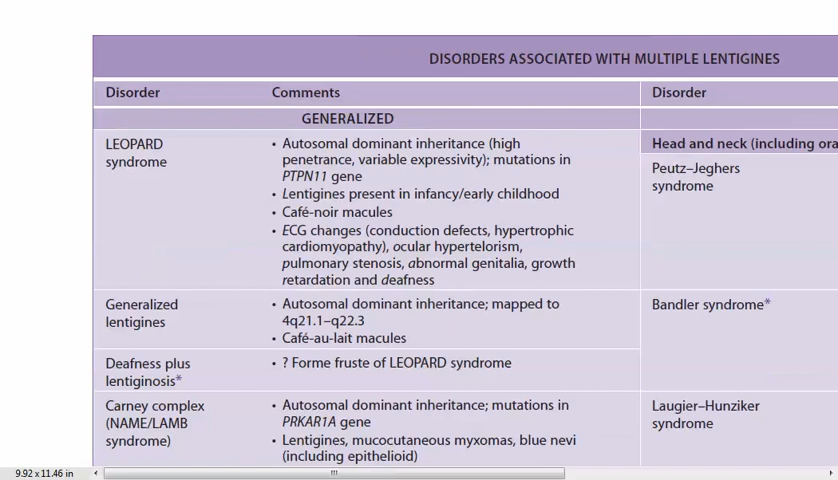 DISORDERS ASSOCIATED WITH MULTIPLE LENTIGINES
Disorder
Comments
Disorder
GENERALIZED
LEOPARD
syndrome
• Autosomal dominant inheritance (high
penetrance, variable expressivity); mutations in
PTPN11 gene
• Lentigines present in infancy/early childhood
• Café-noir macules
• ECG changes (conduction defects, hypertrophic
cardiomyopathy), ocular hypertelorism,
pulmonary stenosis, abnormal genitalia, growth
retardation and deafness
Generalized
lentigines
• Autosomal dominant inheritance; mapped to
4q21.1–q22.3
• Café-au-lait macules
Deafness plus
lentiginosis*
• ? Forme fruste of LEOPARD syndrome
Carney complex
(NAME/LAMB
syndrome)
• Autosomal dominant inheritance; mutations in
PRKAR1A gene
• Lentigines, mucocutaneous myxomas, blue nevi
(including epithelioid)
Head and neck (including ora
Peutz–Jeghers
syndrome
Bandler syndrome*
Laugier–Hunziker
syndrome
9.92 x 11.46 in